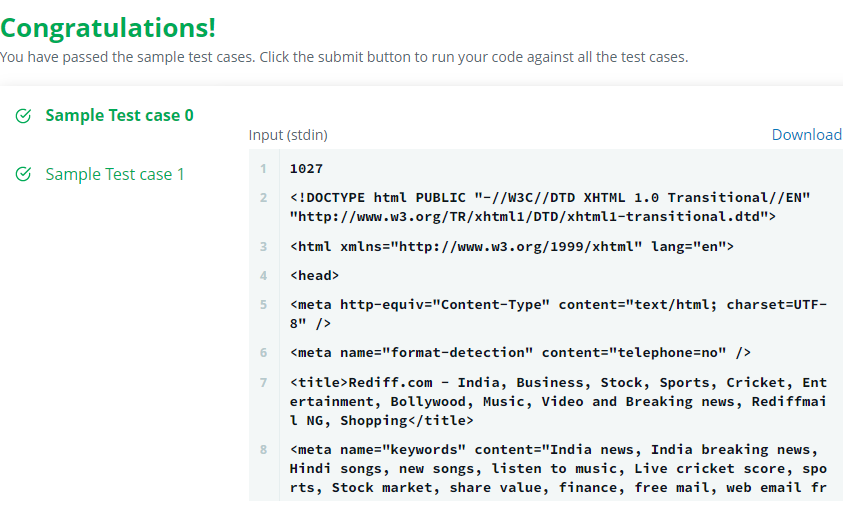 Congratulations!
You have passed the sample test cases. Click the submit button to run your code against all the test cases.
Sample Test case 0
Sample Test case 1
Input (stdin)
Download
1 1027
2 <!DOCTYPE html PUBLIC "-//W3C//DTD XHTML 1.0 Transitional//EN"
"http://www.w3.org/TR/xhtml1/DTD/xhtml1-transitional.dtd">
3 <html xmlns="http://www.w3.org/1999/xhtml" lang="en">
4 <head>
5 <meta http-equiv="Content-Type" content="text/html; charset=UTF-
8" />
6 <meta name="format-detection" content="telephone=no" />
7 <title>Rediff.com - India, Business, Stock, Sports, Cricket, Ent
ertainment, Bollywood, Music, Video and Breaking news, Rediffmai
l NG, Shopping</title>
8 <meta name="keywords" content="India news, India breaking news,
Hindi songs, new songs, listen to music, Live cricket score, spo
rts, Stock market, share value, finance, free mail, web email fr